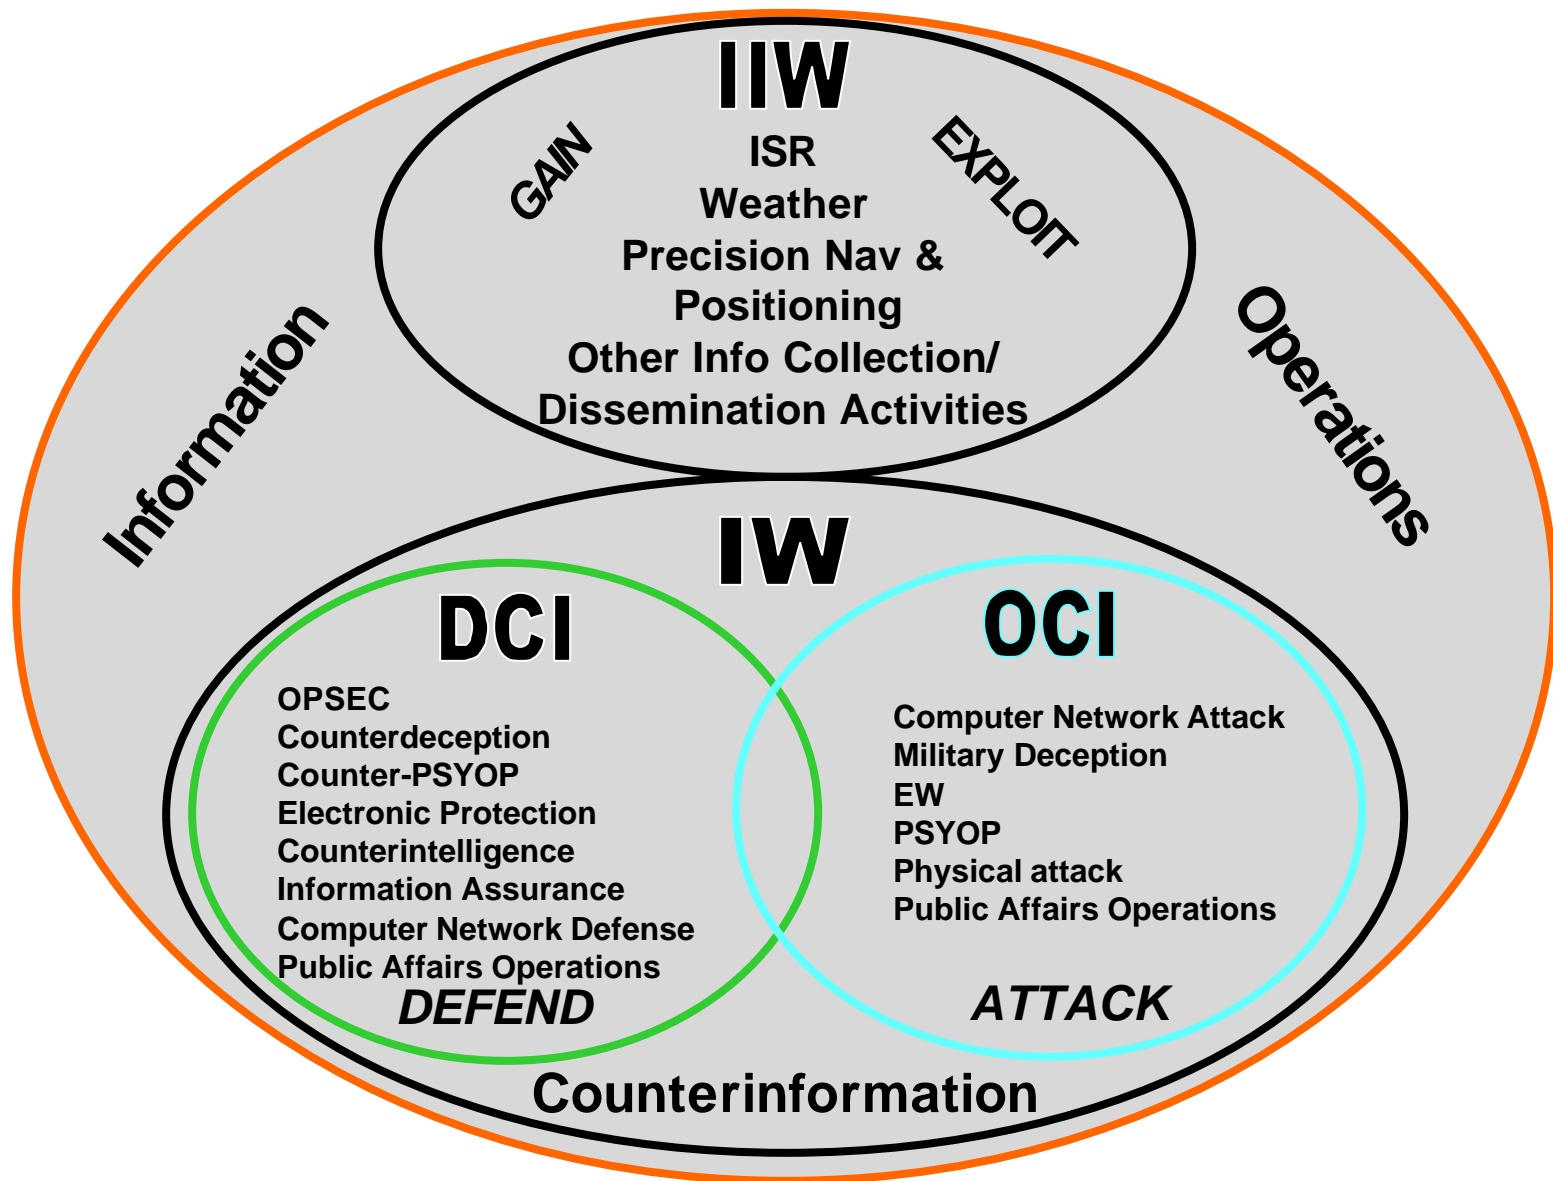 IIW
GAIN
EXPLOIT
ISR
Weather
Precision Nav &
Positioning
Other Info Collection/
Dissemination Activities
Information
Operations
IW
DCI
OPSEC
Counterdeception
Counter-PSYOP
Electronic Protection
Counterintelligence
Information Assurance
Computer Network Defense
Public Affairs Operations
DEFEND
OCI
Computer Network Attack
Military Deception
EW
PSYOP
Physical attack
Public Affairs Operations
ATTACK
Counterinformation